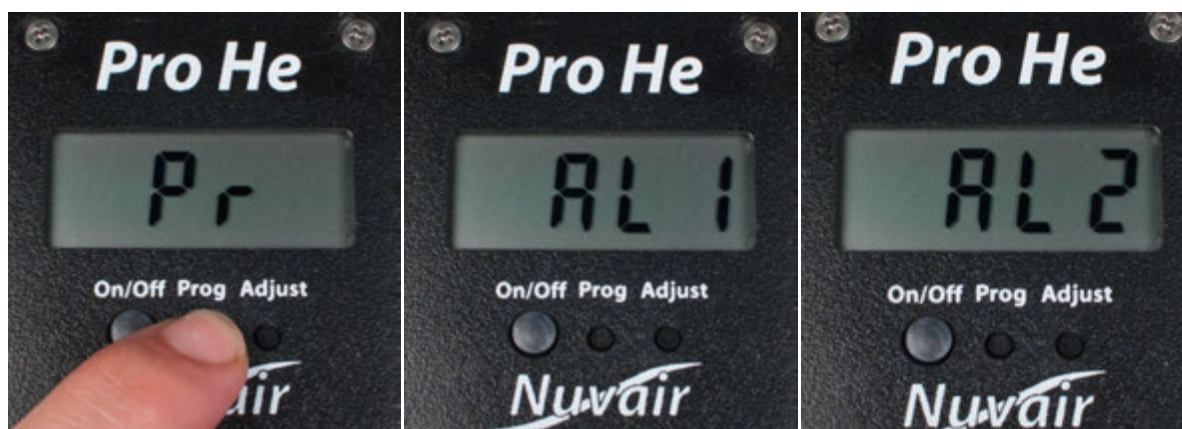 Pro He
Pr
On/Off Prog Adjust
air
Pro He
AL1
On/Off Prog Adjust
Nuvair
Pro He
AL2
On/Off Prog Adjust
Nuvair